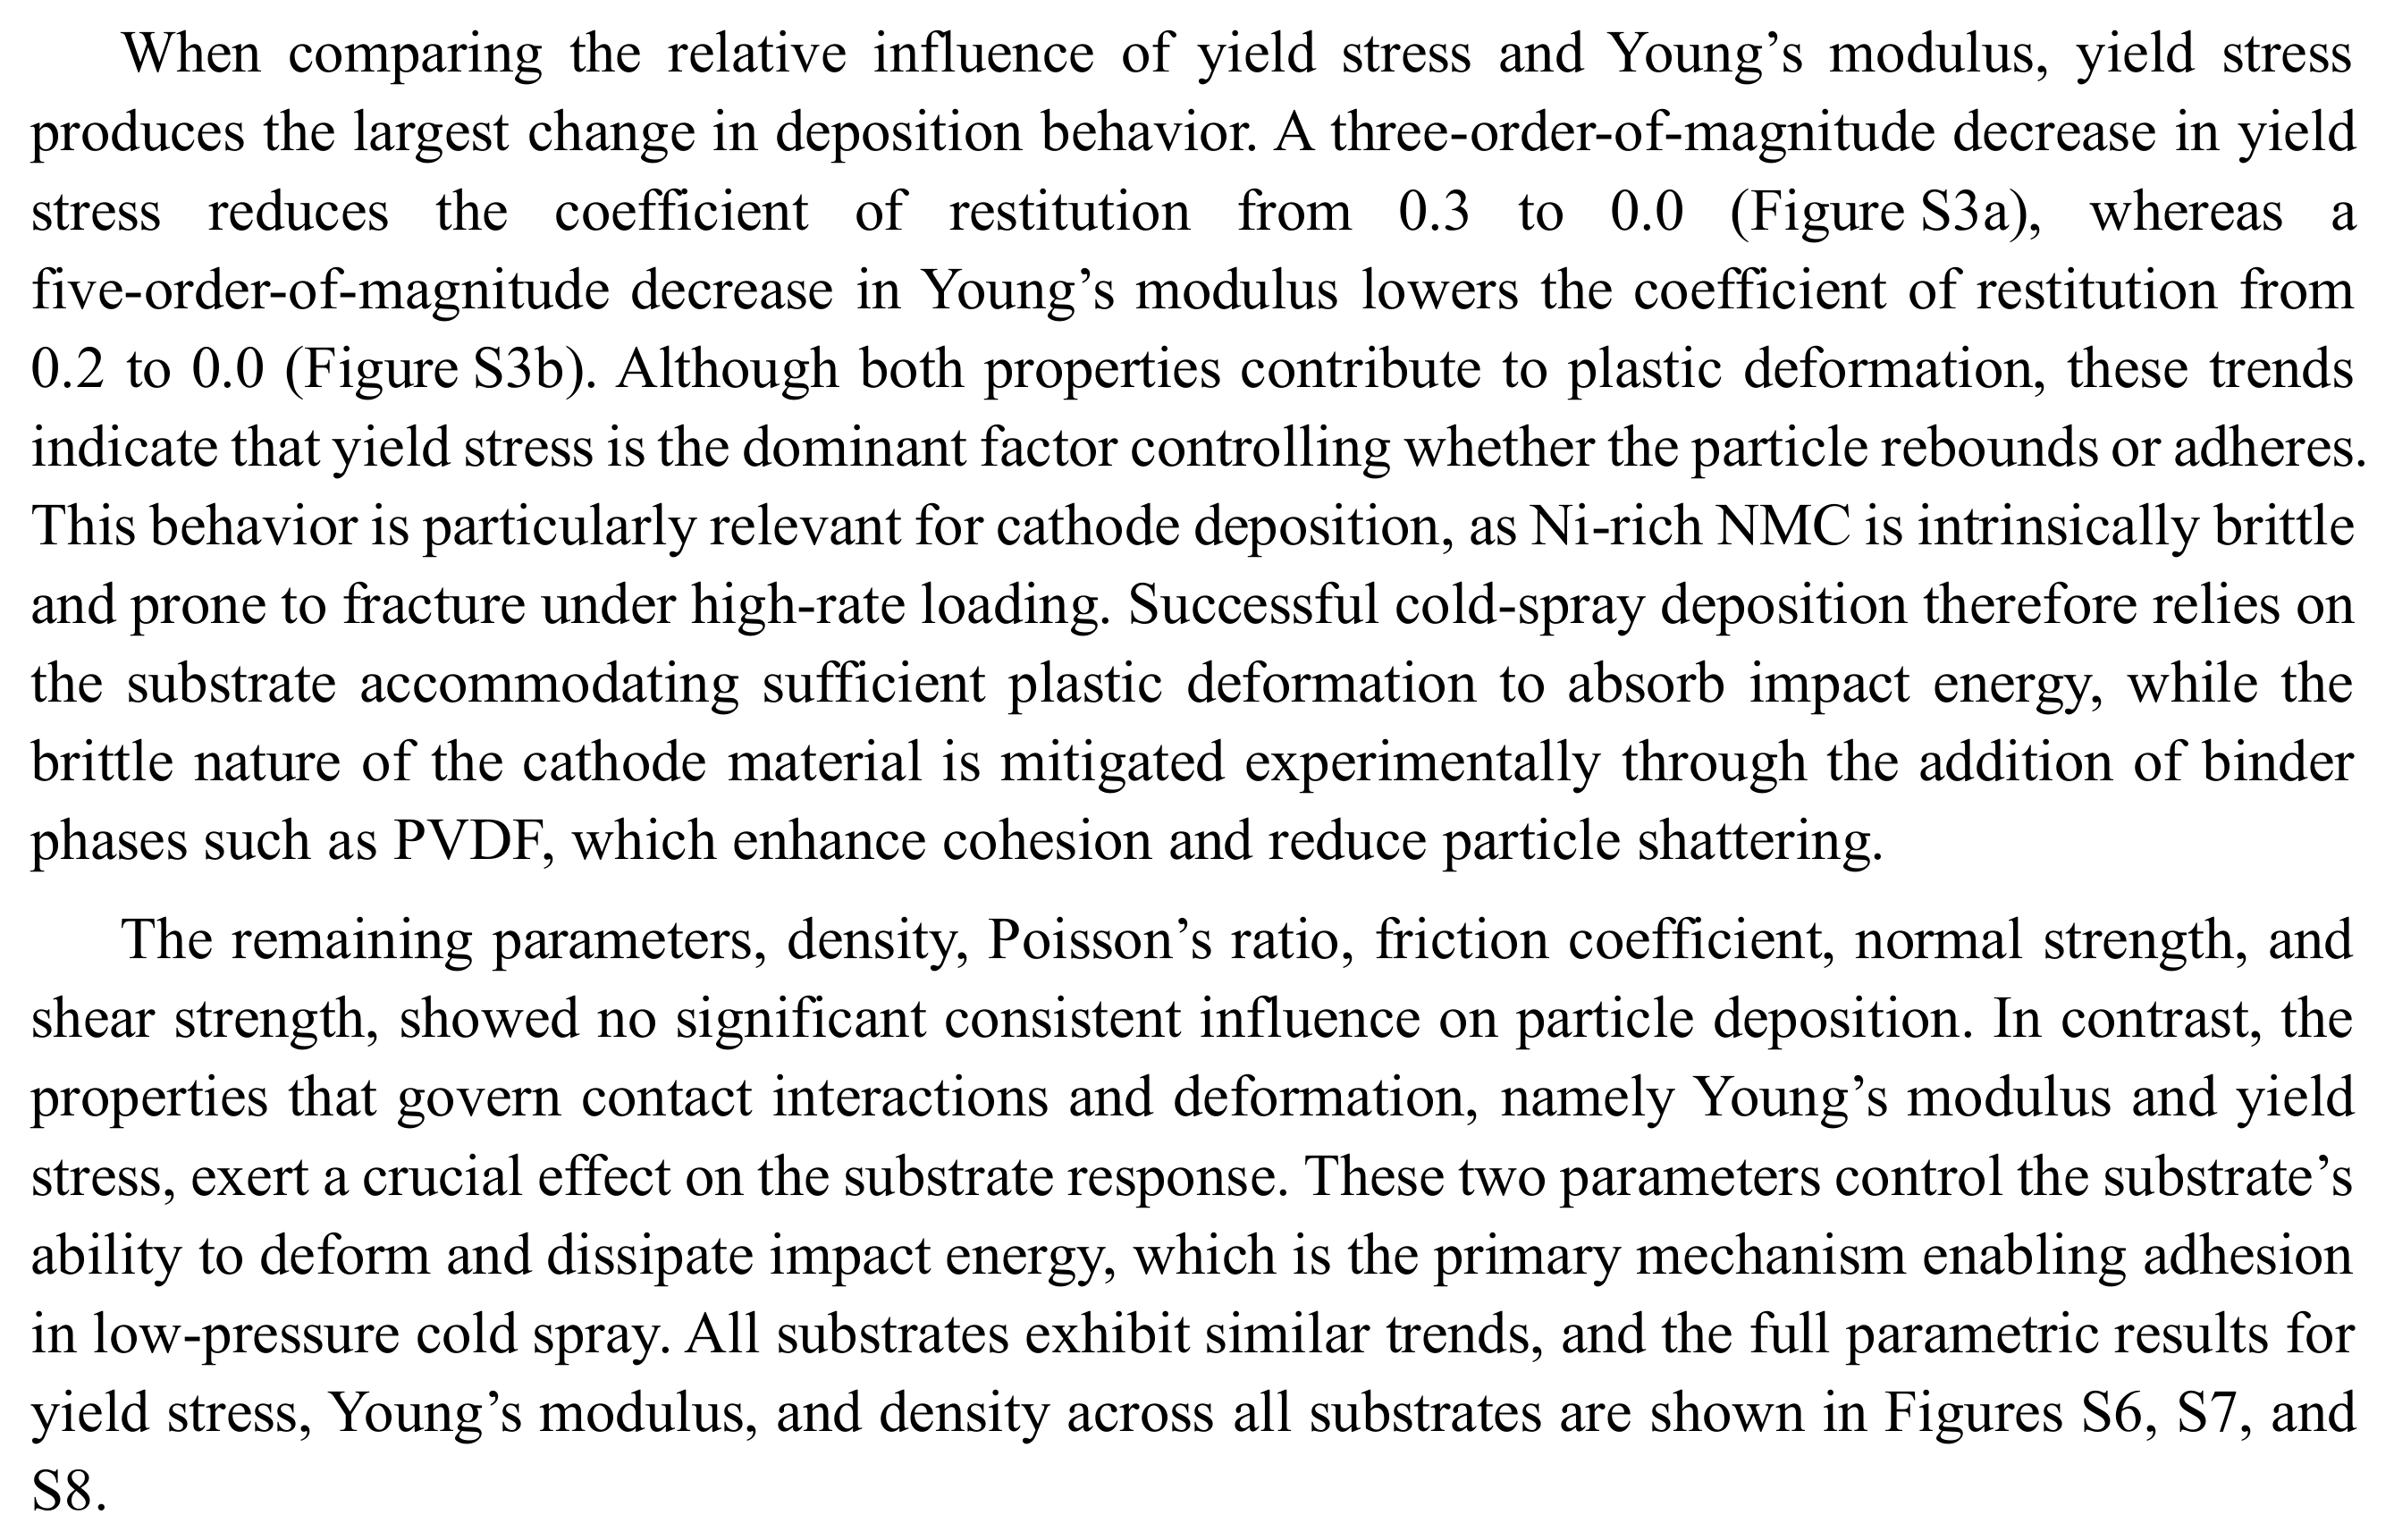 When comparing the relative influence of yield stress and Young’s modulus, yield stress
produces the largest change in deposition behavior. A three-order-of-magnitude decrease in yield
stress reduces the coefficient of restitution from 0.3 to 0.0 (Figure S3a), whereas a
five-order-of-magnitude decrease in Young’s modulus lowers the coefficient of restitution from
0.2 to 0.0 (Figure S3b). Although both properties contribute to plastic deformation, these trends
indicate that yield stress is the dominant factor controlling whether the particle rebounds or adheres.
This behavior is particularly relevant for cathode deposition, as Ni-rich NMC is intrinsically brittle
and prone to fracture under high-rate loading. Successful cold-spray deposition therefore relies on
the substrate accommodating sufficient plastic deformation to absorb impact energy, while the
brittle nature of the cathode material is mitigated experimentally through the addition of binder
phases such as PVDF, which enhance cohesion and reduce particle shattering.
The remaining parameters, density, Poisson’s ratio, friction coefficient, normal strength, and
shear strength, showed no significant consistent influence on particle deposition. In contrast, the
properties that govern contact interactions and deformation, namely Young’s modulus and yield
stress, exert a crucial effect on the substrate response. These two parameters control the substrate’s
ability to deform and dissipate impact energy, which is the primary mechanism enabling adhesion
in low-pressure cold spray. All substrates exhibit similar trends, and the full parametric results for
yield stress, Young’s modulus, and density across all substrates are shown in Figures S6, S7, and
S8.